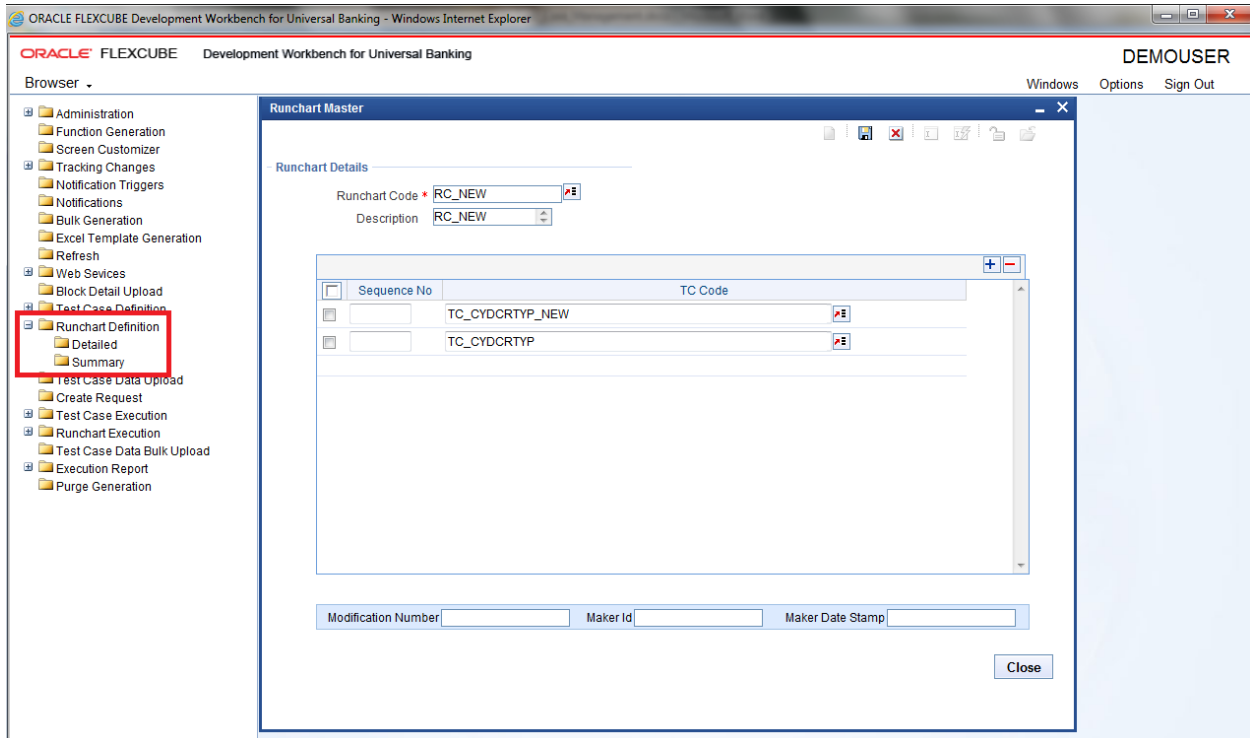 ORACLE FLEXCUBE Development Workbench for Universal Banking - Windows Internet Explorer
ORACLE FLEXCUBE Development Workbench for Universal Banking
DEMOUSER
Browser
Windows Options Sign Out
Administration
Function Generation
Screen Customizer
Tracking Changes
Notification Triggers
Notifications
Bulk Generation
Excel Template Generation
Refresh
Web Sevices
Block Detail Upload
Test Case Definition
Runchart Definition
Detailed
Summary
Test Case Data Upload
Create Request
Test Case Execution
Runchart Execution
Test Case Data Bulk Upload
Execution Report
Purge Generation
Runchart Master
Runchart Details
Runchart Code * RC_NEW
Description RC_NEW
Sequence No TC Code
TC_CYDCRTYP_NEW
TC_CYDCRTYP
Modification Number Maker Id Maker Date Stamp
Close